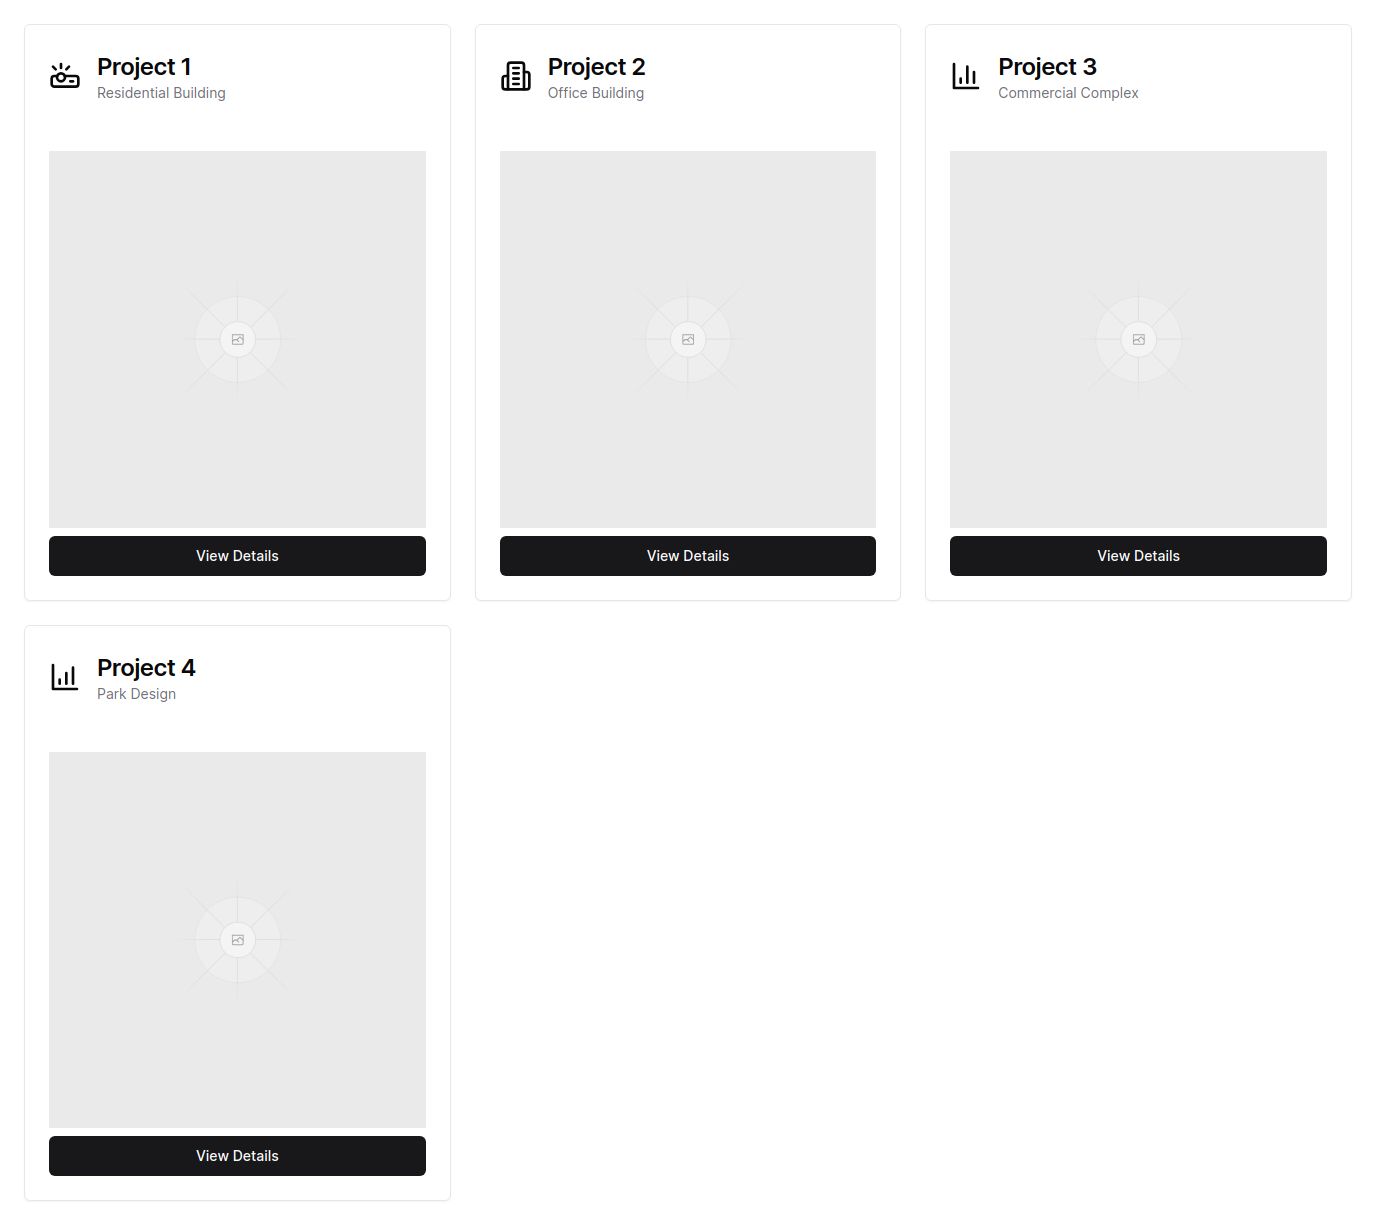 Project 1
Residential Building
View Details
Project 2
Office Building
View Details
Project 3
Commercial Complex
View Details
Project 4
Park Design
View Details